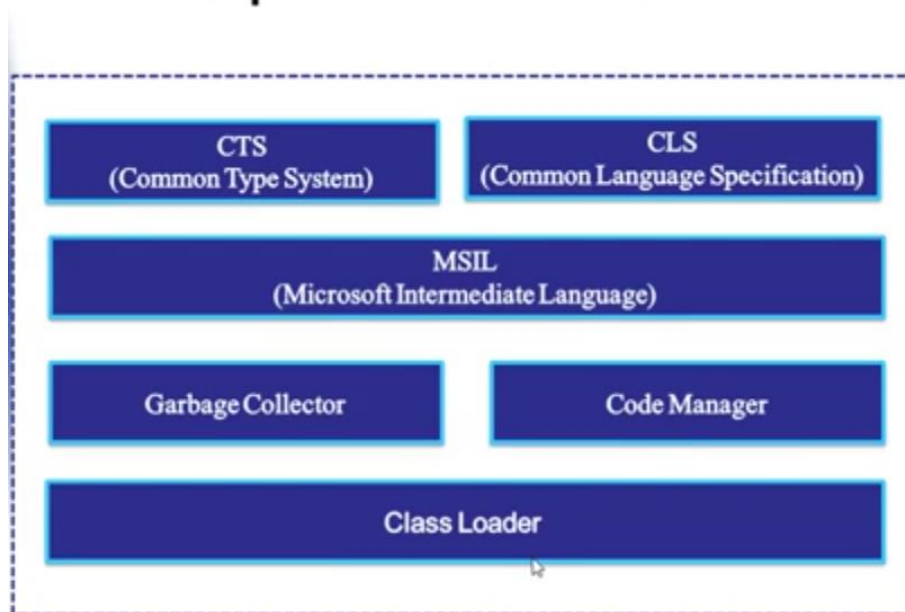 CTS
(Common Type System)
CLS
(Common Language Specification)
MSIL
(Microsoft Intermediate Language)
Garbage Collector
Code Manager
Class Loader